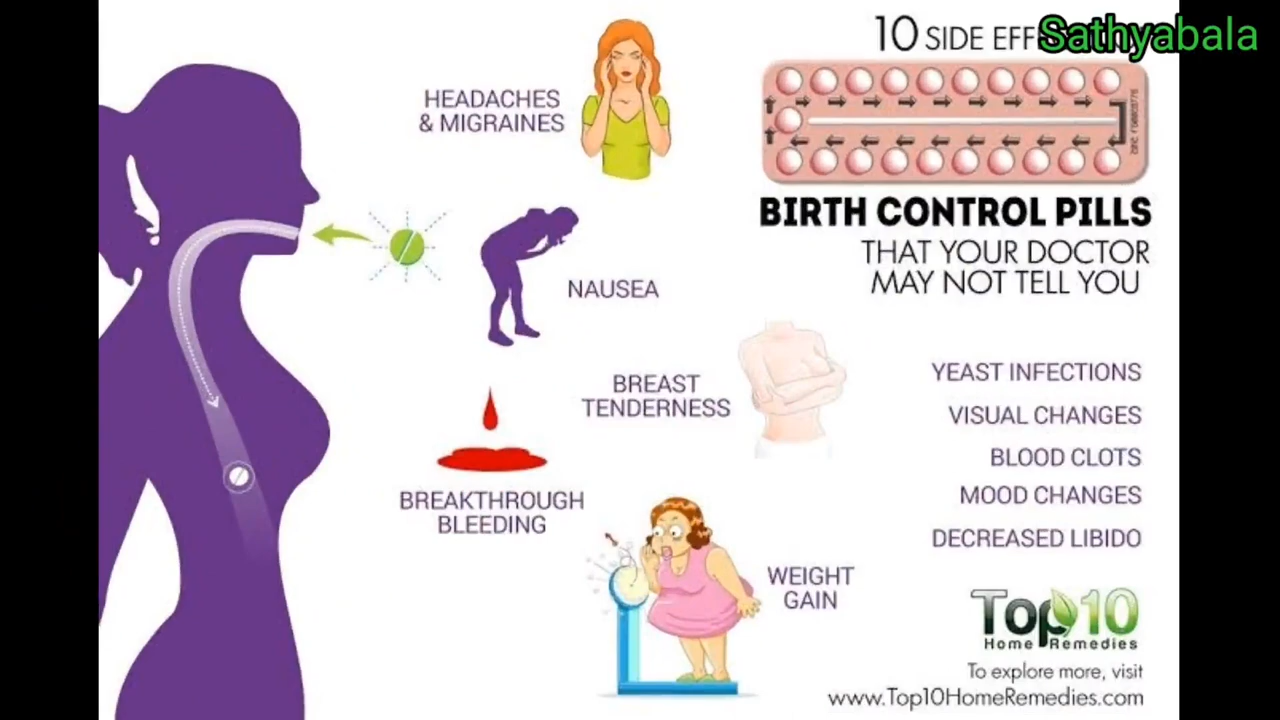 10 SIDE EFF
Sathyabala
BIRTH CONTROL PILLS
THAT YOUR DOCTOR
MAY NOT TELL YOU
HEADACHES
& MIGRAINES
NAUSEA
BREAST
TENDERNESS
BREAKTHROUGH
BLEEDING
WEIGHT
GAIN
YEAST INFECTIONS
VISUAL CHANGES
BLOOD CLOTS
MOOD CHANGES
DECREASED LIBIDO
Top10
Home Remedies
To explore more, visit
www.Top10HomeRemedies.com